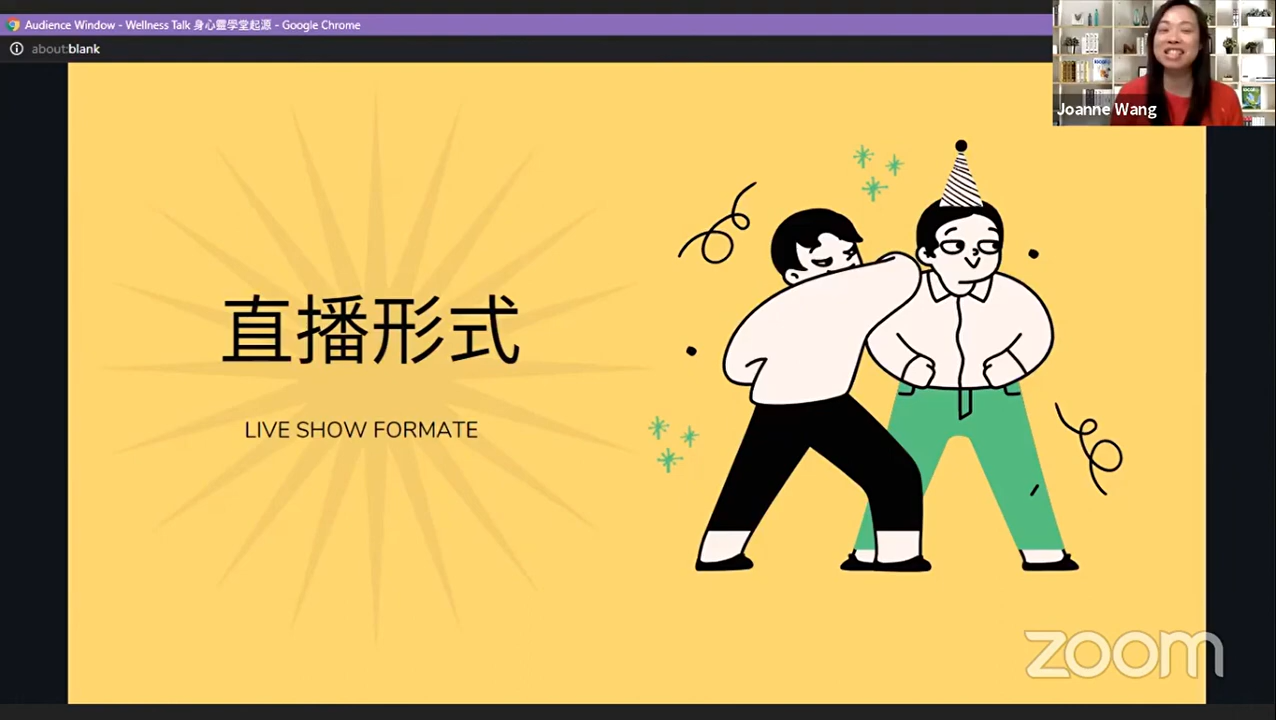 Audience Window - Wellness Talk 身心靈學堂起源 - Google Chrome
about:blank
Joanne Wang
直播形式
LIVE SHOW FORMATE
zoom